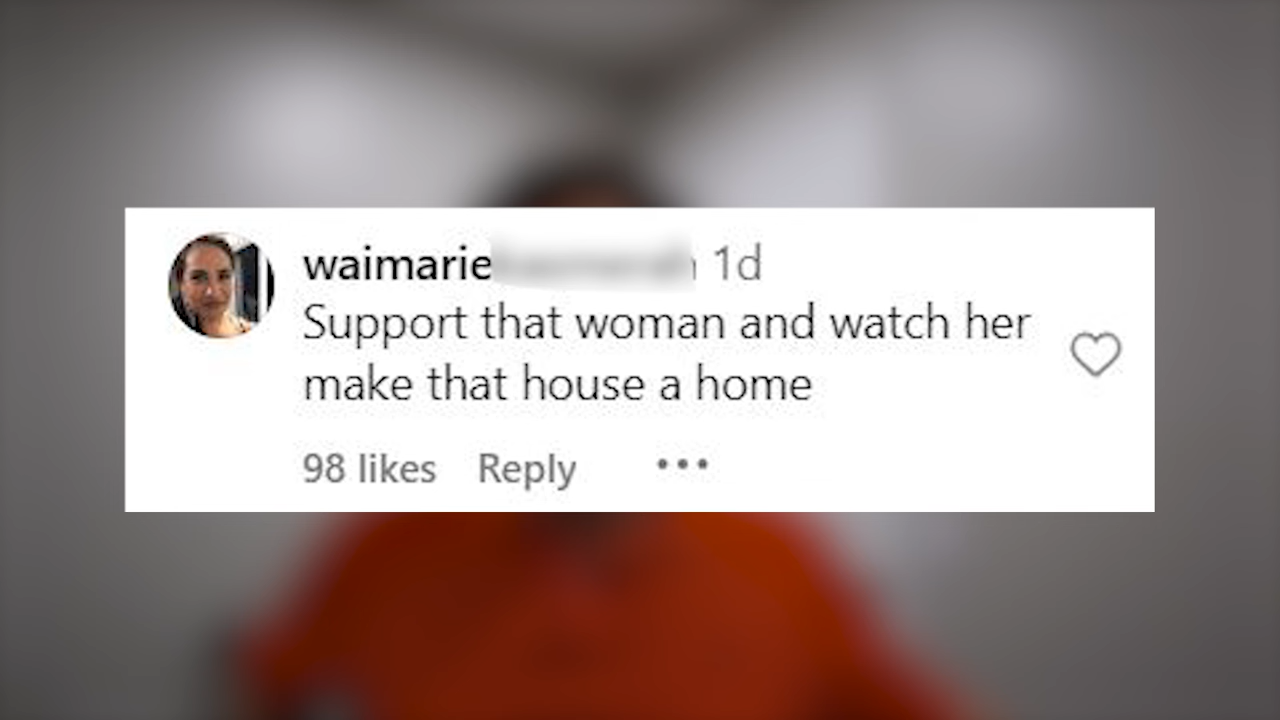 waimarie 1d
Support that woman and watch her
make that house a home
98 likes Reply